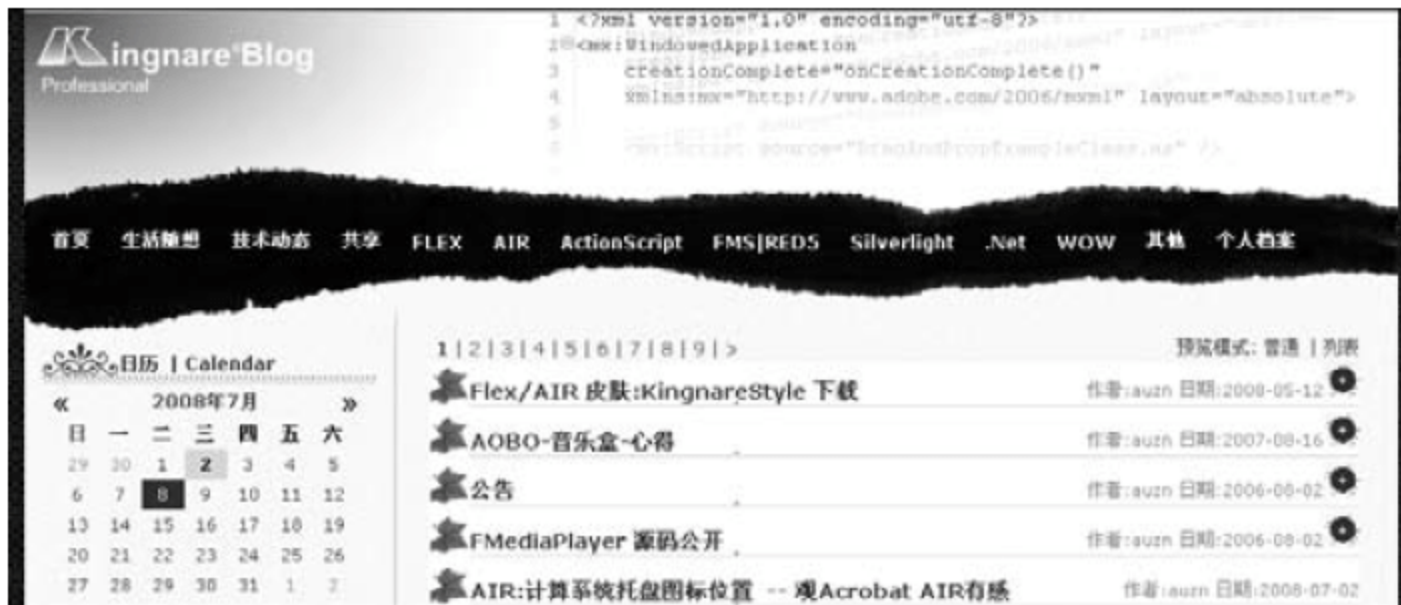 Kingnare®Blog
Professional
1 <?xml version="1.0" encoding="utf-8"?>
2 <mx:WindowedApplication
3 creationComplete="onCreationComplete()"
4 xmlns:mx="http://www.adobe.com/2006/mxml" layout="absolute">
5
6 <mx:Script source="DragAndDropExampleClass.as" />
首页 生活随想 技术动态 共享 FLEX AIR ActionScript FMS|RED5 Silverlight .Net WOW 其他 个人档案
日历 | Calendar
« 2008年7月 »
日 一 二 三 四 五 六
29 30 1 2 3 4 5
6 7 8 9 10 11 12
13 14 15 16 17 18 19
20 21 22 23 24 25 26
27 28 29 30 31 1 2
1|2|3|4|5|6|7|8|9|>
预览模式: 普通 | 列表
Flex/AIR 皮肤:KingnareStyle 下载 作者:auzn 日期:2008-05-12
AOBO-音乐盒-心得 作者:auzn 日期:2007-08-16
公告 作者:auzn 日期:2006-08-02
FMediaPlayer 源码公开 作者:auzn 日期:2006-08-02
AIR:计算系统托盘图标位置 -- 观Acrobat AIR有感 作者:auzn 日期:2008-07-02